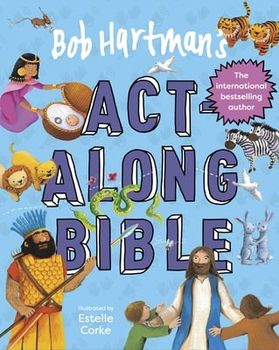 Bob Hartman's
The
international
bestselling
author
ACT-
ALONG
BIBLE
Illustrated by
Estelle
Corke